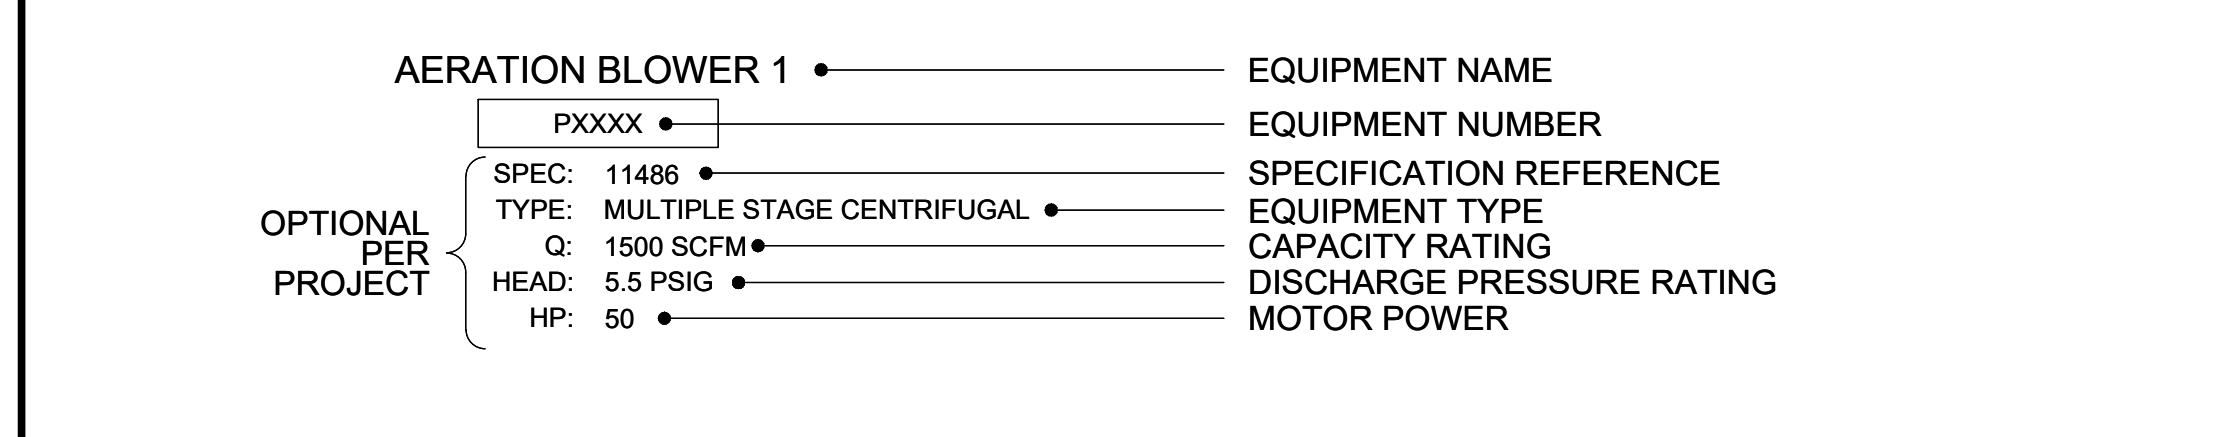 AERATION BLOWER 1 EQUIPMENT NAME
PXXXX EQUIPMENT NUMBER
SPEC: 11486 SPECIFICATION REFERENCE
TYPE: MULTIPLE STAGE CENTRIFUGAL EQUIPMENT TYPE
Q: 1500 SCFM CAPACITY RATING
HEAD: 5.5 PSIG DISCHARGE PRESSURE RATING
HP: 50 MOTOR POWER
OPTIONAL
PER
PROJECT